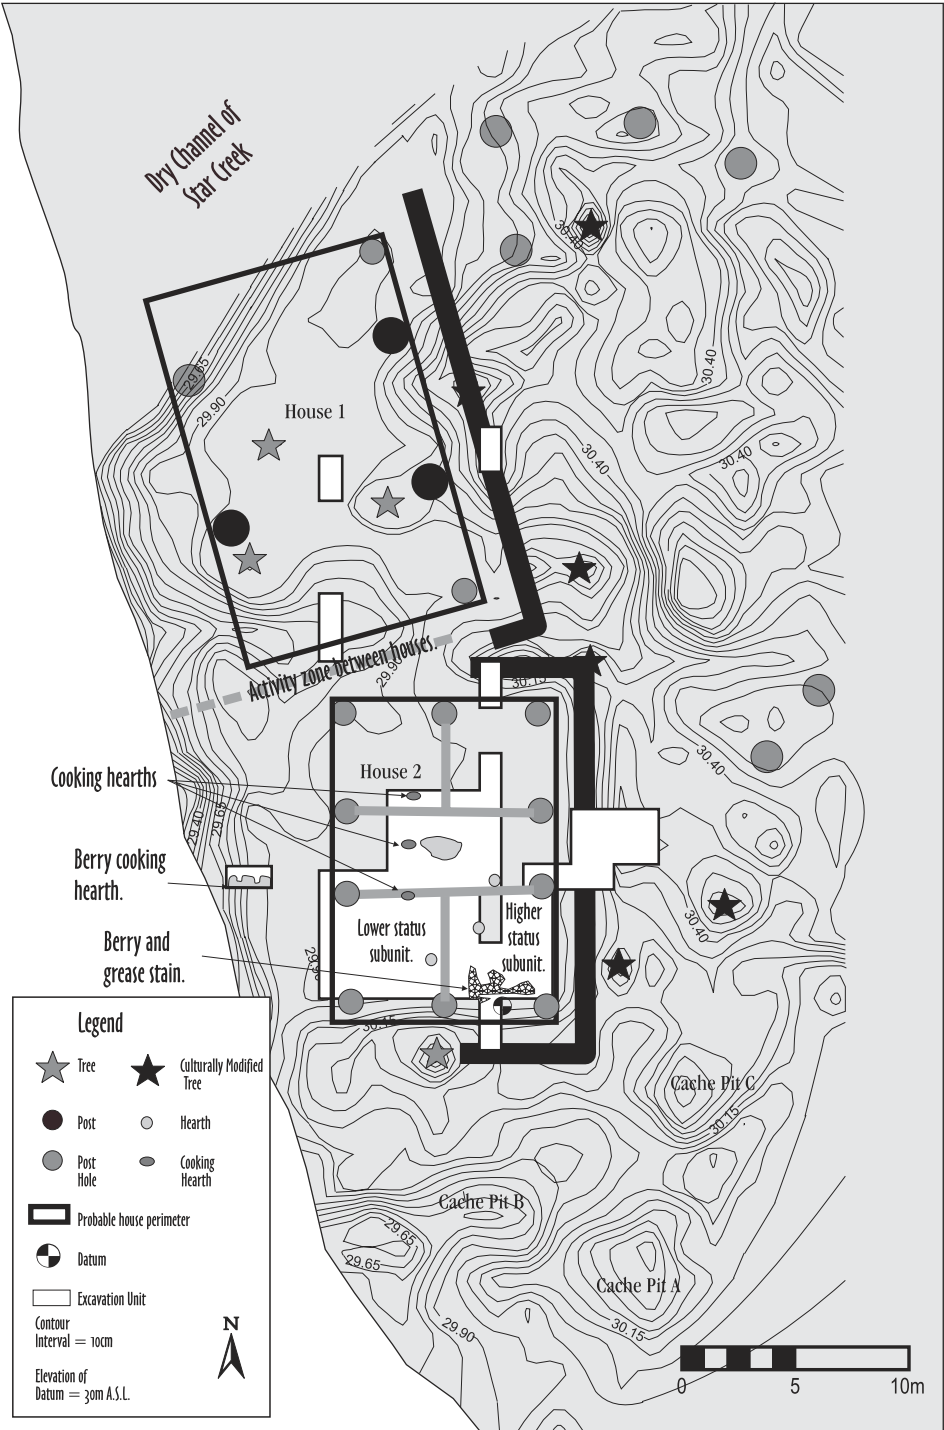 Dry Channel of
Star Creek
30.40
30.40
29.65
29.90
House 1
30.40
30.40
Activity zone between houses.
29.90
30.15
House 2
30.40
Cooking hearths
29.40
29.65
Berry cooking
hearth.
Higher
status
subunit.
Lower status
subunit.
30.40
Berry and
grease stain.
30.15
Legend
Tree
Culturally Modified
Tree
Post
Hearth
Post
Hole
Cooking
Hearth
Probable house perimeter
Datum
Excavation Unit
Contour
Interval = 10cm
N
Elevation of
Datum = 30m A.S.L.
Cache Pit C
30.15
Cache Pit B
29.65
29.65
Cache Pit A
29.90
30.15
0 5 10m